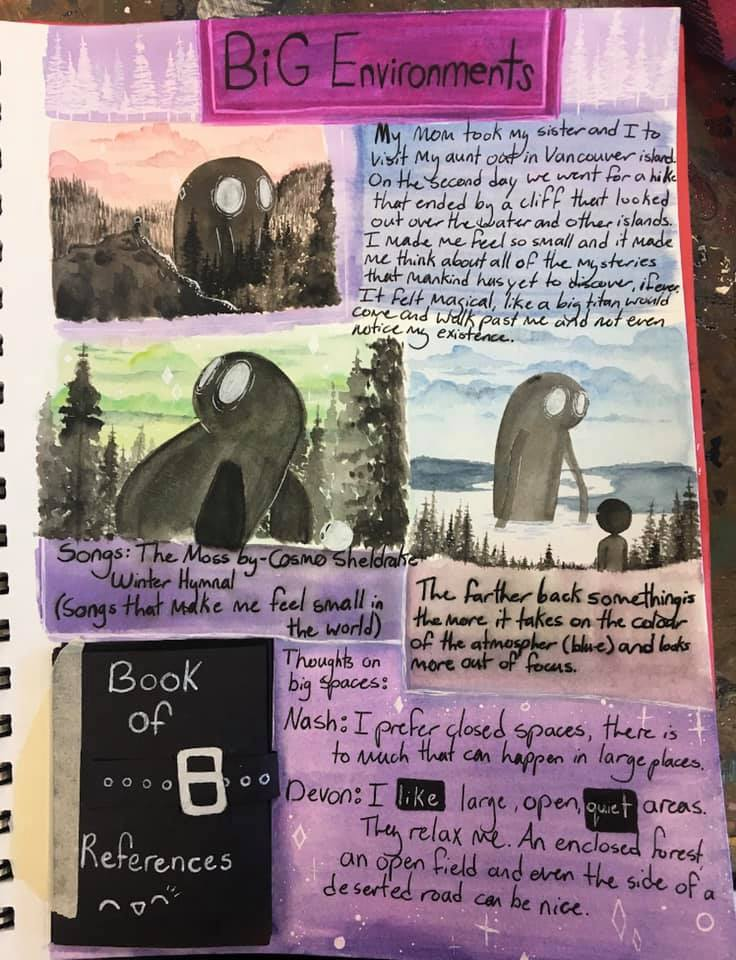 BiG Environments
My Mom took my sister and I to
visit my aunt out in Vancouver island.
On the second day we went for a hike
that ended by a cliff that looked
out over the water and other islands.
I made me feel so small and it made
me think about all of the mysteries
that mankind has yet to discover, if ever.
It felt magical, like a big titan would
come and walk past me and not even
notice my existence.
Songs: The Moss by-Cosmo Sheldrake
Winter Hymnal
(Songs that make me feel small in
the world)
The farther back something is
the more it takes on the colour
of the atmospher (blue) and looks
more out of focus.
Book
of
References
Thoughts on
big spaces:
Nash: I prefer closed spaces, there is
to much that can happen in large places.
Devon: I like large, open, quiet areas.
They relax me. An enclosed forest,
an open field and even the side of a
deserted road can be nice.